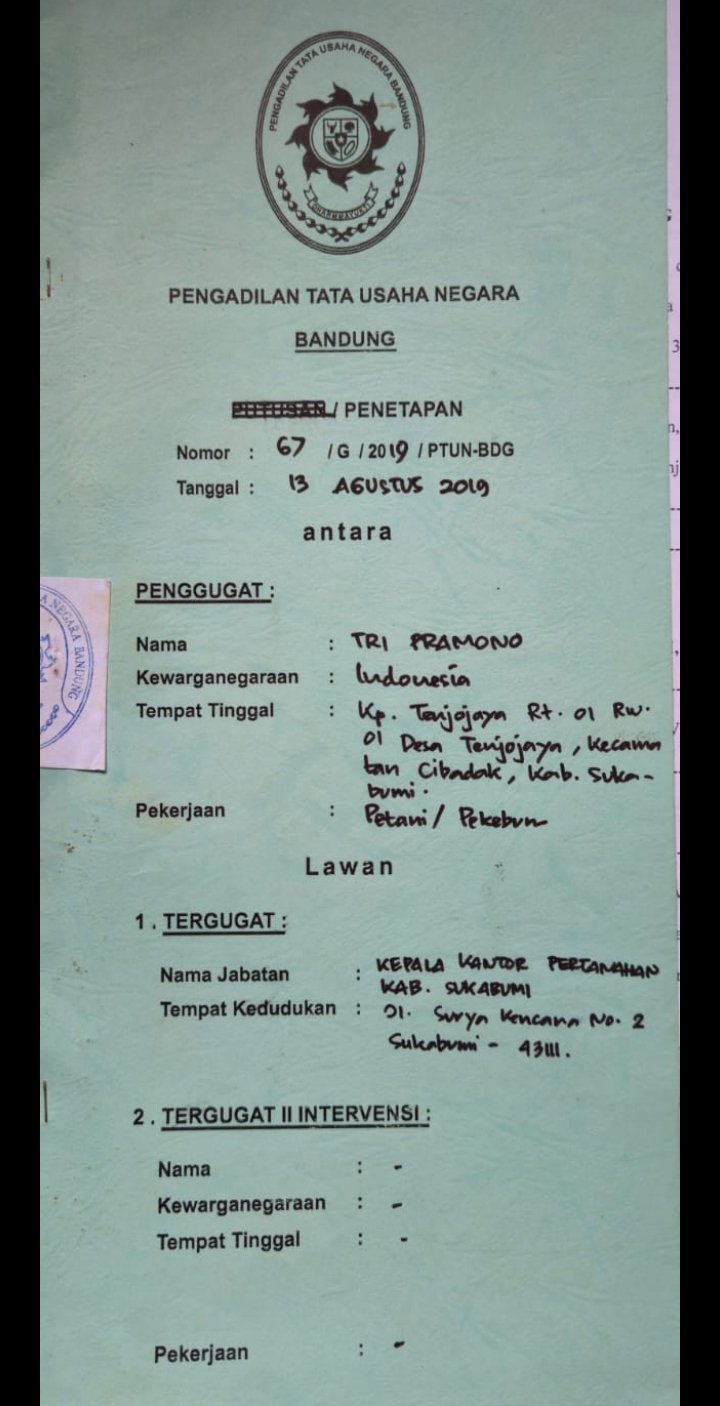 PENGADILAN TATA USAHA NEGARA BANDUNG
DHARMMAYUKTI
PENGADILAN TATA USAHA NEGARA
BANDUNG
PUTUSAN / PENETAPAN
Nomor : 67 / G / 2019 / PTUN-BDG
Tanggal : 13 AGUSTUS 2019
antara
PENGGUGAT :
Nama : TRI PRAMONO
Kewarganegaraan : Indonesia
Tempat Tinggal : Kp. Tenjojaya Rt. 01 Rw.
01 Desa Tenjojaya, Kecama
tan Cibadak, Kab. Suka-
bumi.
Pekerjaan : Petani / Pekebun
Lawan
1. TERGUGAT :
Nama Jabatan : KEPALA KANTOR PERTANAHAN
KAB. SUKABUMI
Tempat Kedudukan : Jl. Surya Kencana No. 2
Sukabumi - 43111.
2. TERGUGAT II INTERVENSI :
Nama : -
Kewarganegaraan : -
Tempat Tinggal : -
Pekerjaan : -
A NEGARA BANDUNG